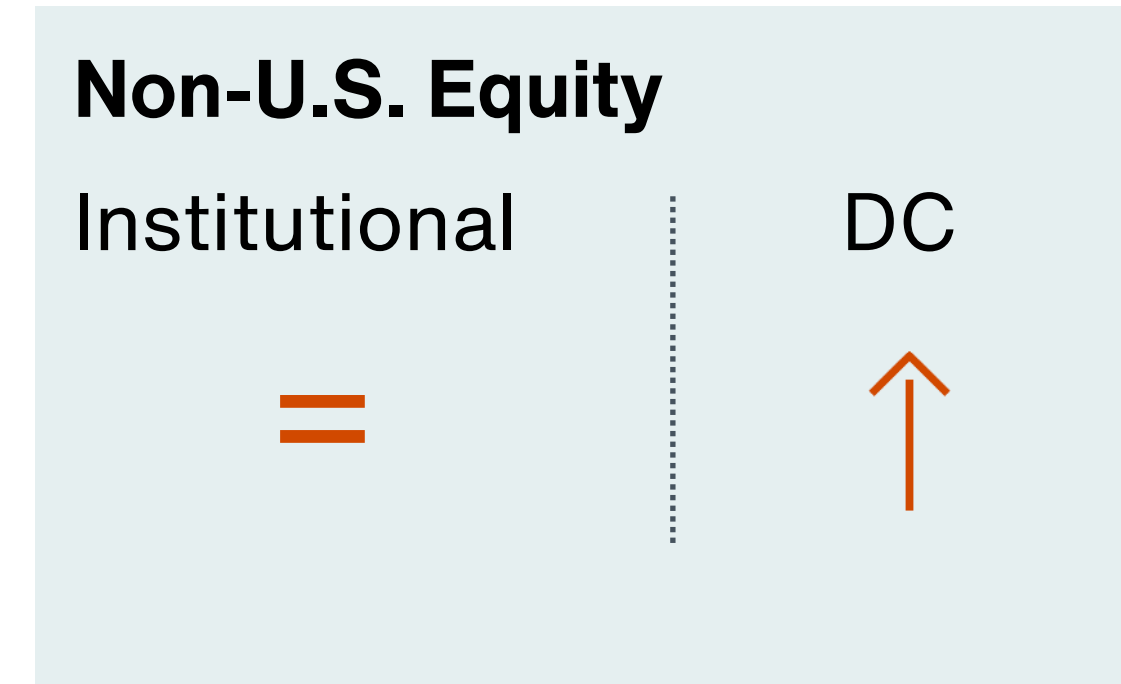 Non-U.S. Equity
Institutional DC
= ↑